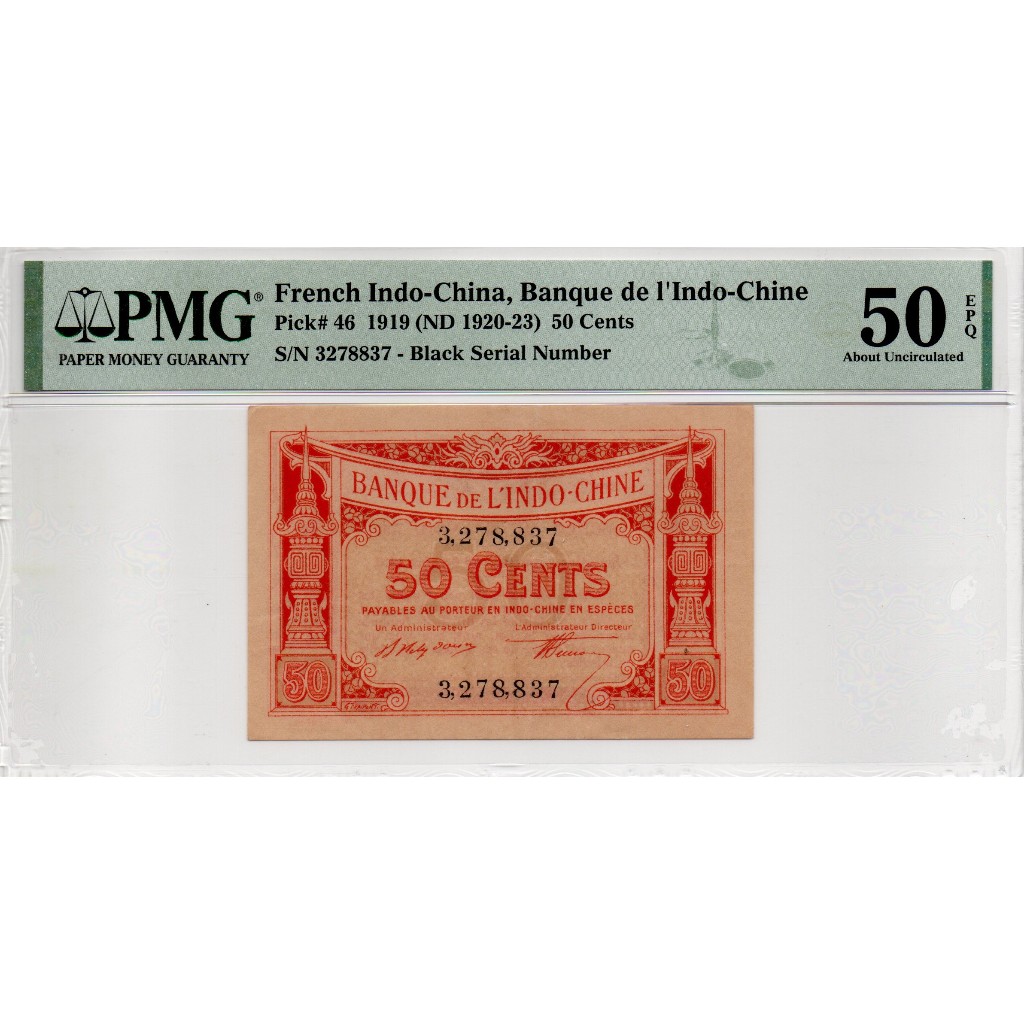 PMG®
PAPER MONEY GUARANTY
French Indo-China, Banque de l'Indo-Chine
Pick# 46 1919 (ND 1920-23) 50 Cents
S/N 3278837 - Black Serial Number
50
EPQ
About Uncirculated
BANQUE DE L'INDO-CHINE
3,278,837
50 CENTS
PAYABLES AU PORTEUR EN INDO-CHINE EN ESPÈCES
Un Administrateur L'Administrateur Directeur
50 50
3,278,837